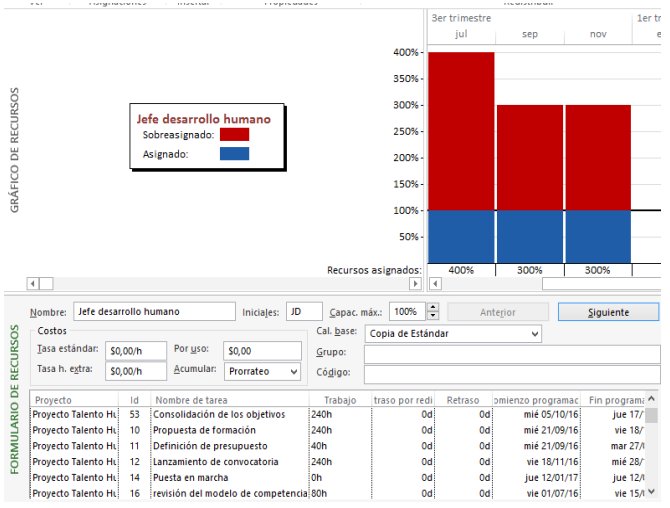 3er trimestre
1er tr
jul
sep
nov
GRÁFICO DE RECURSOS
Jefe desarrollo humano
Sobreasignado:
Asignado:
400%
350%
300%
250%
200%
150%
100%
50%
Recursos asignados:
400%
300%
300%
FORMULARIO DE RECURSOS
Nombre: Jefe desarrollo humano Iniciales: JD Capac. máx.: 100% Anterior Siguiente
Costos
Cal. base: Copia de Estándar
Tasa estándar: $0,00/h Por uso: $0,00
Grupo:
Tasa h. extra: $0,00/h Acumular: Prorrateo
Código:
Proyecto Id Nombre de tarea Trabajo traso por redi Retraso omienzo programac Fin programa
Proyecto Talento Hu 53 Consolidación de los objetivos 240h 0d 0d mié 05/10/16 jue 17/
Proyecto Talento Hu 10 Propuesta de formación 240h 0d 0d mié 21/09/16 vie 18/
Proyecto Talento Hu 11 Definición de presupuesto 40h 0d 0d mié 21/09/16 mar 27/
Proyecto Talento Hu 12 Lanzamiento de convocatoria 240h 0d 0d vie 18/11/16 mié 28/
Proyecto Talento Hu 14 Puesta en marcha 0h 0d 0d jue 12/01/17 jue 12/
Proyecto Talento Hu 16 revisión del modelo de competencia 80h 0d 0d vie 01/07/16 vie 15/